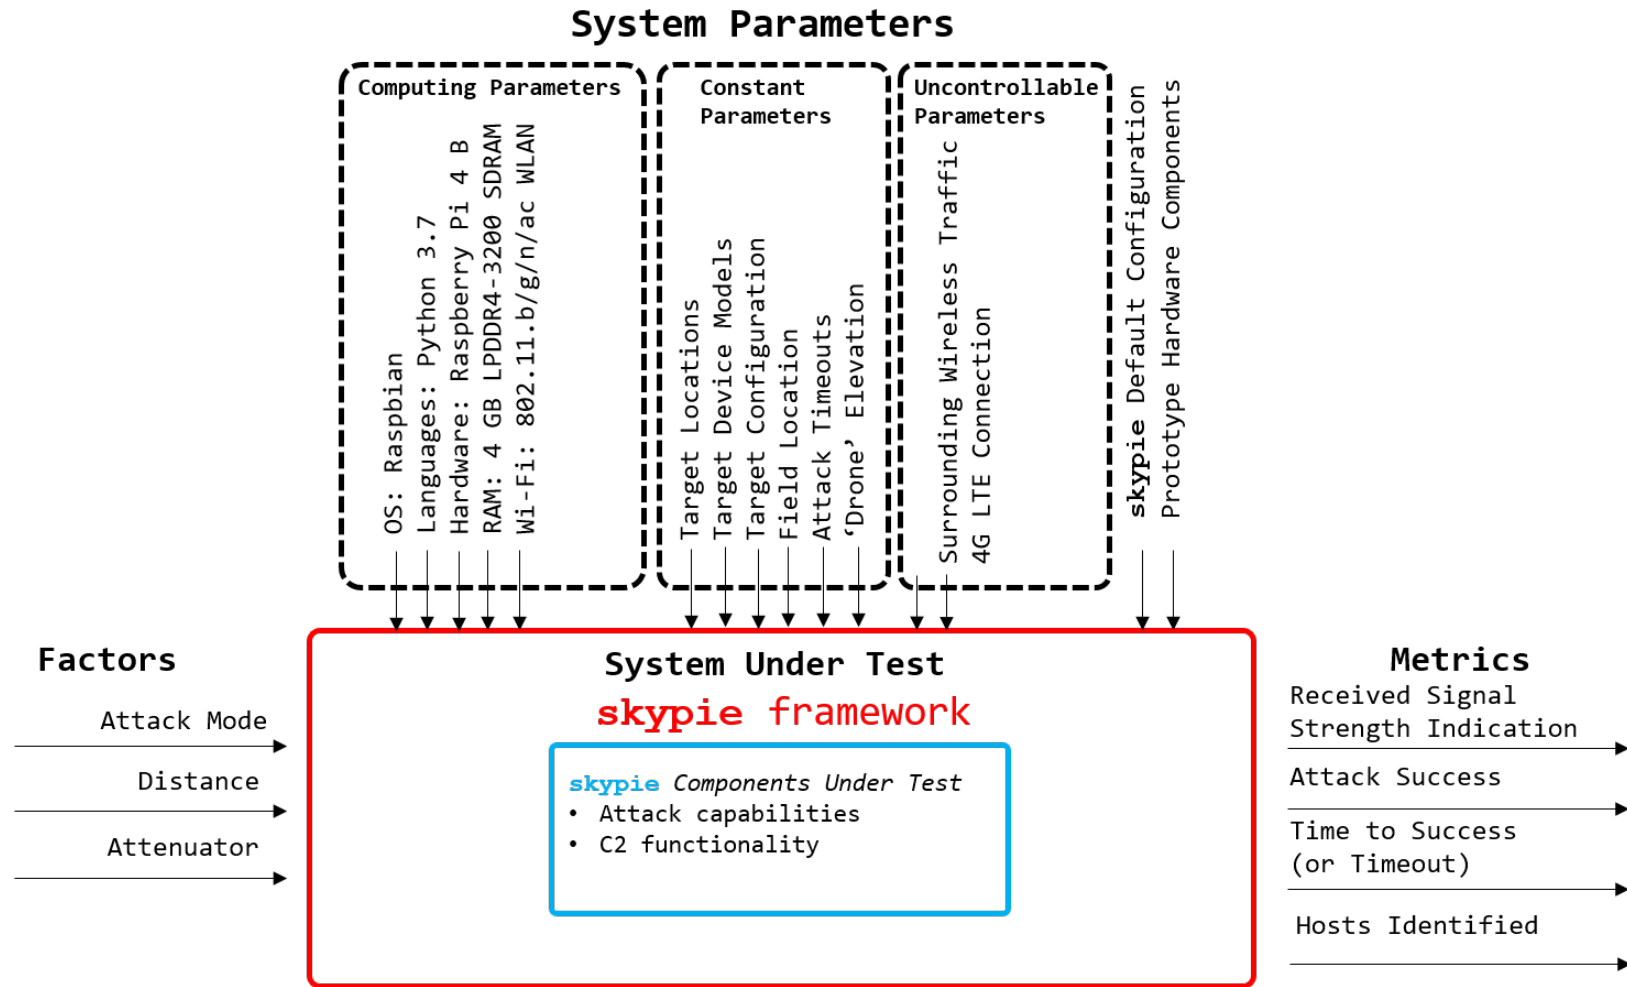 System Parameters
Computing Parameters
OS: Raspbian
Languages: Python 3.7
Hardware: Raspberry Pi 4 B
RAM: 4 GB LPDDR4-3200 SDRAM
Wi-Fi: 802.11.b/g/n/ac WLAN
Constant
Parameters
Target Locations
Target Device Models
Target Configuration
Field Location
Attack Timeouts
‘Drone’ Elevation
Uncontrollable
Parameters
Surrounding Wireless Traffic
4G LTE Connection
skypie Default Configuration
Prototype Hardware Components
Factors
Attack Mode
Distance
Attenuator
System Under Test
skypie framework
skypie Components Under Test
• Attack capabilities
• C2 functionality
Metrics
Received Signal
Strength Indication
Attack Success
Time to Success
(or Timeout)
Hosts Identified